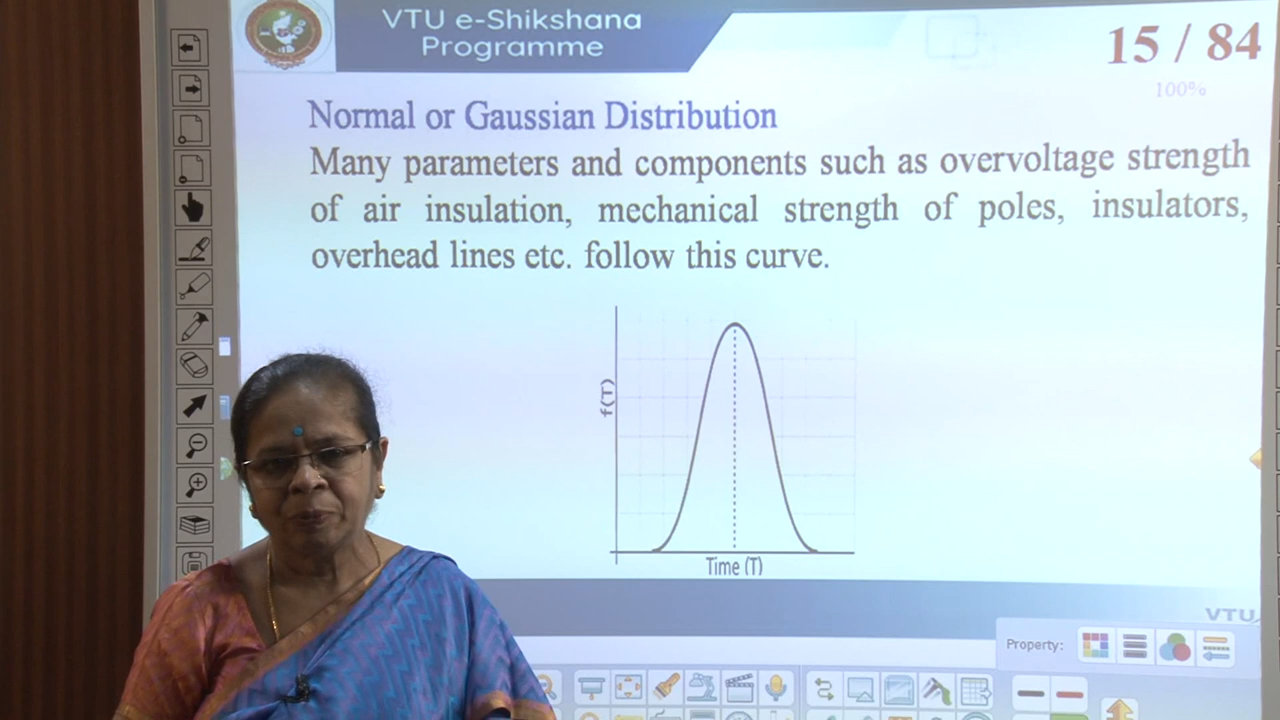 VTU e-Shikshana
Programme
15 / 84
100%
Normal or Gaussian Distribution
Many parameters and components such as overvoltage strength
of air insulation, mechanical strength of poles, insulators,
overhead lines etc. follow this curve.
f(T)
Time (T)
VTU
Property: